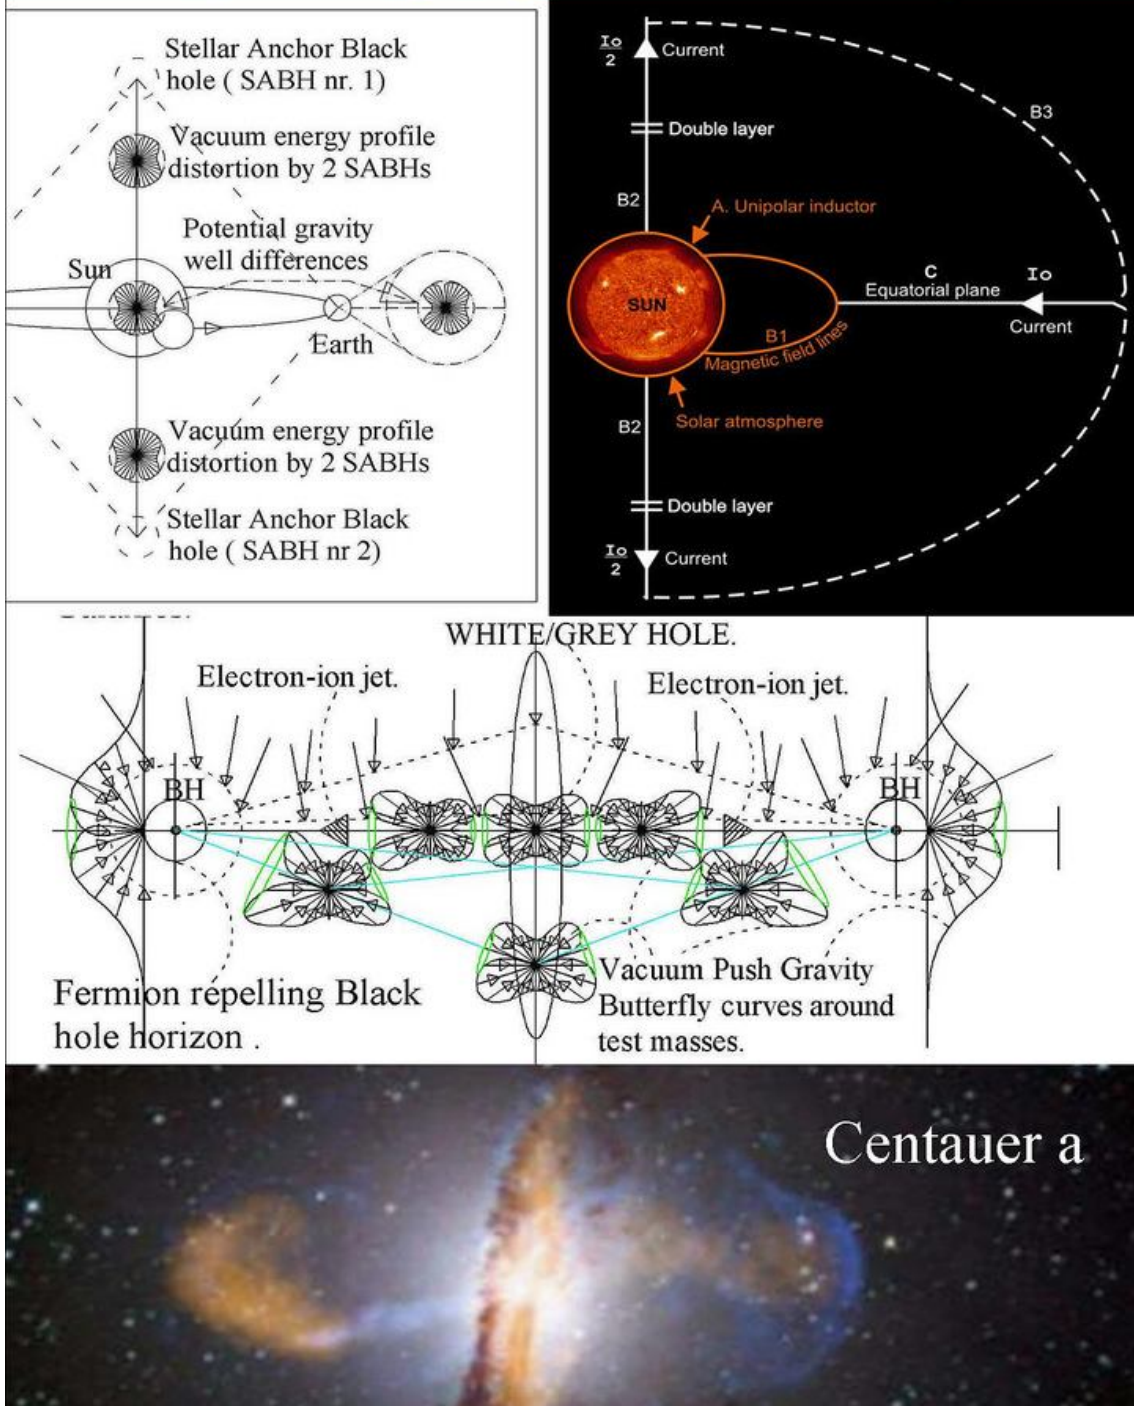 Stellar Anchor Black
hole ( SABH nr. 1)
Vacuum energy profile
distortion by 2 SABHs
Potential gravity
well differences
Sun
Earth
Vacuum energy profile
distortion by 2 SABHs
Stellar Anchor Black
hole ( SABH nr 2)
Io
2
Current
Double layer
B3
B2
A. Unipolar inductor
SUN
C
Equatorial plane
Io
Current
B1
Magnetic field lines
Solar atmosphere
B2
Double layer
Io
2
Current
WHITE/GREY HOLE.
Electron-ion jet.
Electron-ion jet.
BH
BH
Fermion repelling Black
hole horizon .
Vacuum Push Gravity
Butterfly curves around
test masses.
Centauer a